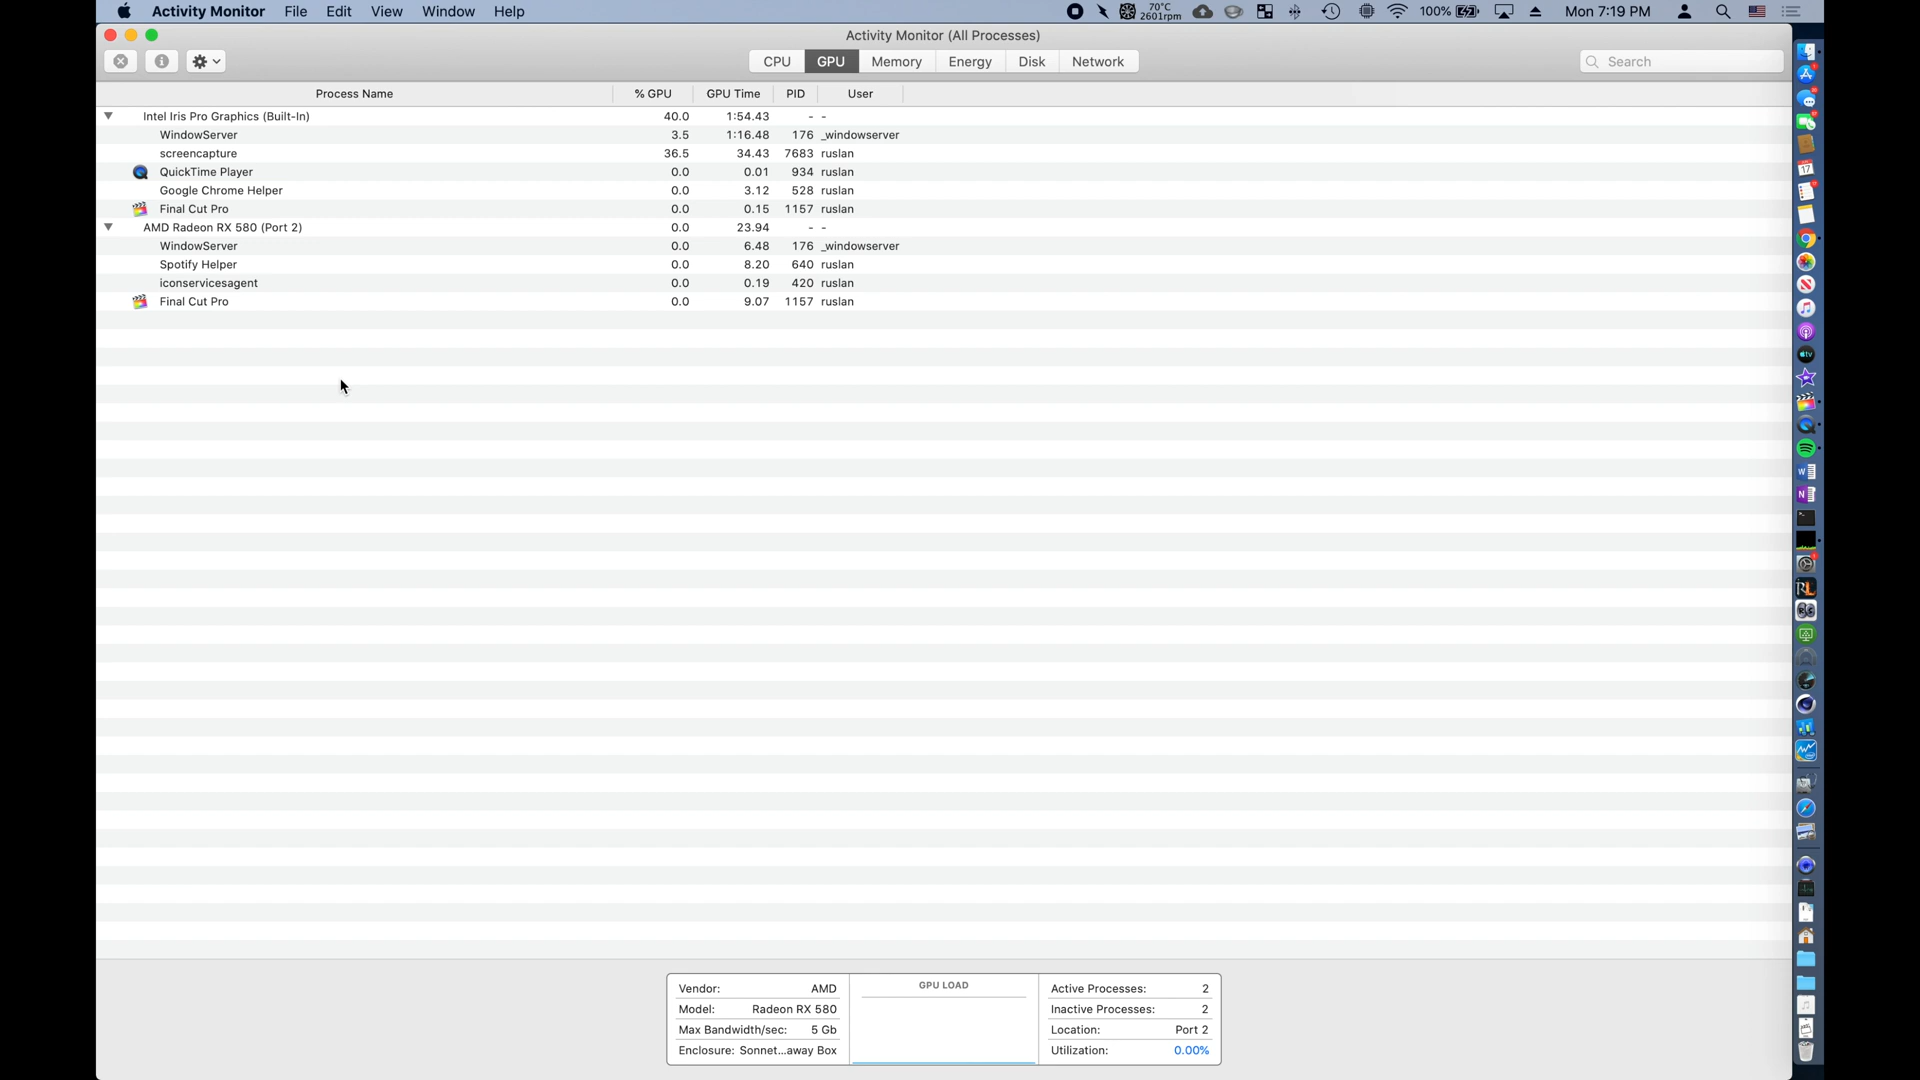 Activity Monitor File Edit View Window Help 70°C 2601rpm 100% Mon 7:19 PM
Activity Monitor (All Processes)
CPU GPU Memory Energy Disk Network Search
Process Name % GPU GPU Time PID User
Intel Iris Pro Graphics (Built-In) 40.0 1:54.43 - -
WindowServer 3.5 1:16.48 176 _windowserver
screencapture 36.5 34.43 7683 ruslan
QuickTime Player 0.0 0.01 934 ruslan
Google Chrome Helper 0.0 3.12 528 ruslan
Final Cut Pro 0.0 0.15 1157 ruslan
AMD Radeon RX 580 (Port 2) 0.0 23.94 - -
WindowServer 0.0 6.48 176 _windowserver
Spotify Helper 0.0 8.20 640 ruslan
iconservicesagent 0.0 0.19 420 ruslan
Final Cut Pro 0.0 9.07 1157 ruslan
Vendor: AMD
Model: Radeon RX 580
Max Bandwidth/sec: 5 Gb
Enclosure: Sonnet...away Box
GPU LOAD
Active Processes: 2
Inactive Processes: 2
Location: Port 2
Utilization: 0.00%